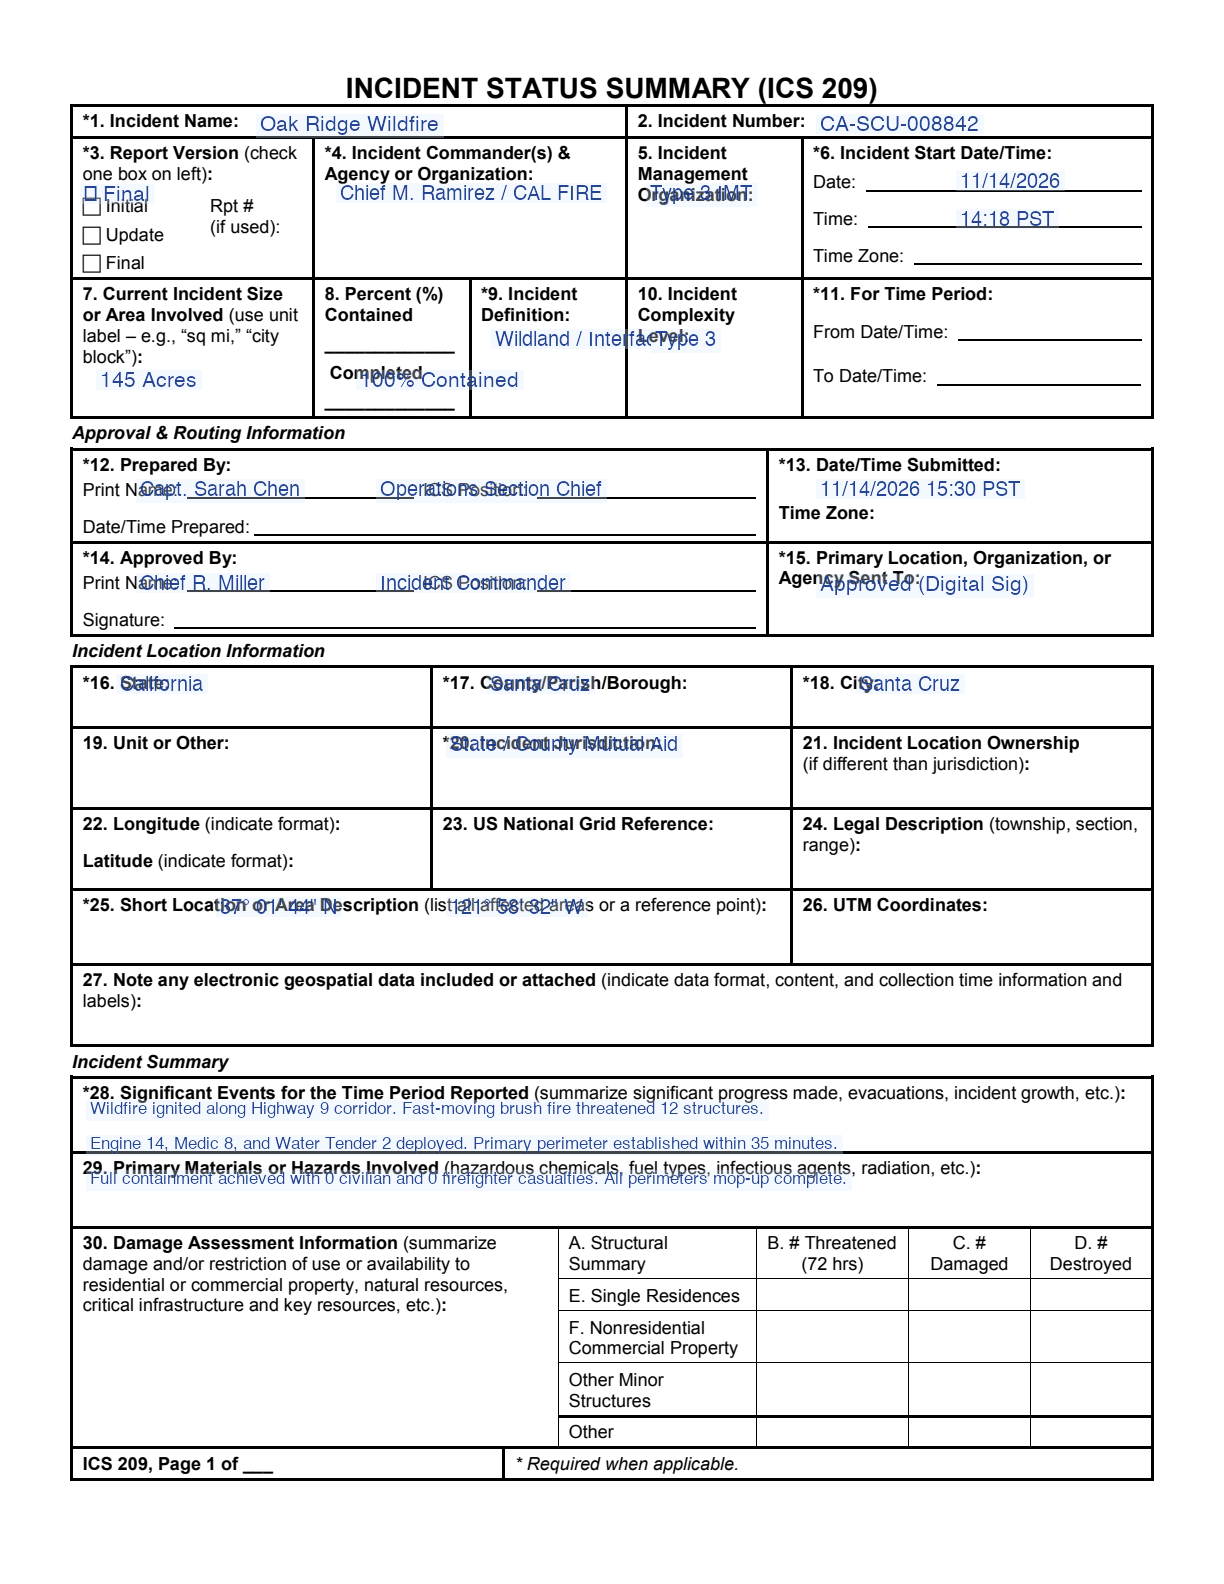 INCIDENT STATUS SUMMARY (ICS 209)
*1. Incident Name: Oak Ridge Wildfire
2. Incident Number: CA-SCU-008842
*3. Report Version (check one box on left):
☐ Final
☐ Initial
Rpt # (if used):
☐ Update
☐ Final
*4. Incident Commander(s) & Agency or Organization:
Chief M. Ramirez / CAL FIRE
5. Incident Management Organization:
Type 3 IMT
*6. Incident Start Date/Time:
Date: 11/14/2026
Time: 14:18 PST
Time Zone:
7. Current Incident Size or Area Involved (use unit label – e.g., “sq mi,” “city block”):
145 Acres
8. Percent (%) Contained
Completed
100% Contained
*9. Incident Definition:
Wildland / Interfa
10. Incident Complexity Level:
Type 3
*11. For Time Period:
From Date/Time:
To Date/Time:
Approval & Routing Information
*12. Prepared By:
Print Name: Capt. Sarah Chen
ICS Position: Operations Section Chief
Date/Time Prepared:
*13. Date/Time Submitted:
11/14/2026 15:30 PST
Time Zone:
*14. Approved By:
Print Name: Chief R. Miller
ICS Position: Incident Commander
Signature:
*15. Primary Location, Organization, or Agency Sent To:
Approved (Digital Sig)
Incident Location Information
*16. State: California
*17. County/Parish/Borough: Santa Cruz
*18. City: Santa Cruz
19. Unit or Other:
*20. Incident Jurisdiction:
State / County Mutual Aid
21. Incident Location Ownership (if different than jurisdiction):
22. Longitude (indicate format):
Latitude (indicate format):
23. US National Grid Reference:
24. Legal Description (township, section, range):
*25. Short Location or Area Description (list all affected areas or a reference point):
37° 01' 44" N
121° 58' 32" W
26. UTM Coordinates:
27. Note any electronic geospatial data included or attached (indicate data format, content, and collection time information and labels):
Incident Summary
*28. Significant Events for the Time Period Reported (summarize significant progress made, evacuations, incident growth, etc.):
Wildfire ignited along Highway 9 corridor. Fast-moving brush fire threatened 12 structures.
Engine 14, Medic 8, and Water Tender 2 deployed. Primary perimeter established within 35 minutes.
29. Primary Materials or Hazards Involved (hazardous chemicals, fuel types, infectious agents, radiation, etc.):
Full containment achieved with 0 civilian and 0 firefighter casualties. All perimeters mop-up complete.
30. Damage Assessment Information (summarize damage and/or restriction of use or availability to residential or commercial property, natural resources, critical infrastructure and key resources, etc.):
A. Structural Summary
B. # Threatened (72 hrs)
C. # Damaged
D. # Destroyed
E. Single Residences
F. Nonresidential Commercial Property
Other Minor Structures
Other
ICS 209, Page 1 of ___
* Required when applicable.